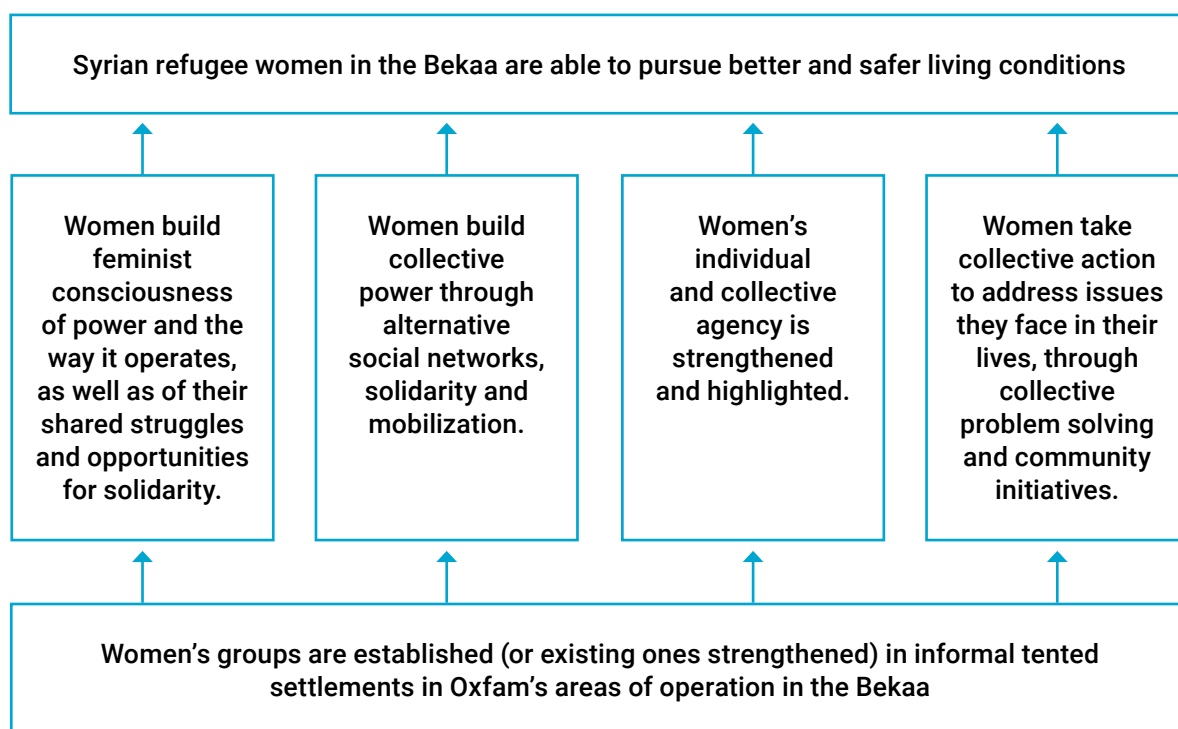 Syrian refugee women in the Bekaa are able to pursue better and safer living conditions
Women build
feminist
consciousness
of power and the
way it operates,
as well as of their
shared struggles
and opportunities
for solidarity.
Women build
collective
power through
alternative
social networks,
solidarity and
mobilization.
Women’s
individual
and collective
agency is
strengthened
and highlighted.
Women take
collective action
to address issues
they face in their
lives, through
collective
problem solving
and community
initiatives.
Women’s groups are established (or existing ones strengthened) in informal tented
settlements in Oxfam’s areas of operation in the Bekaa